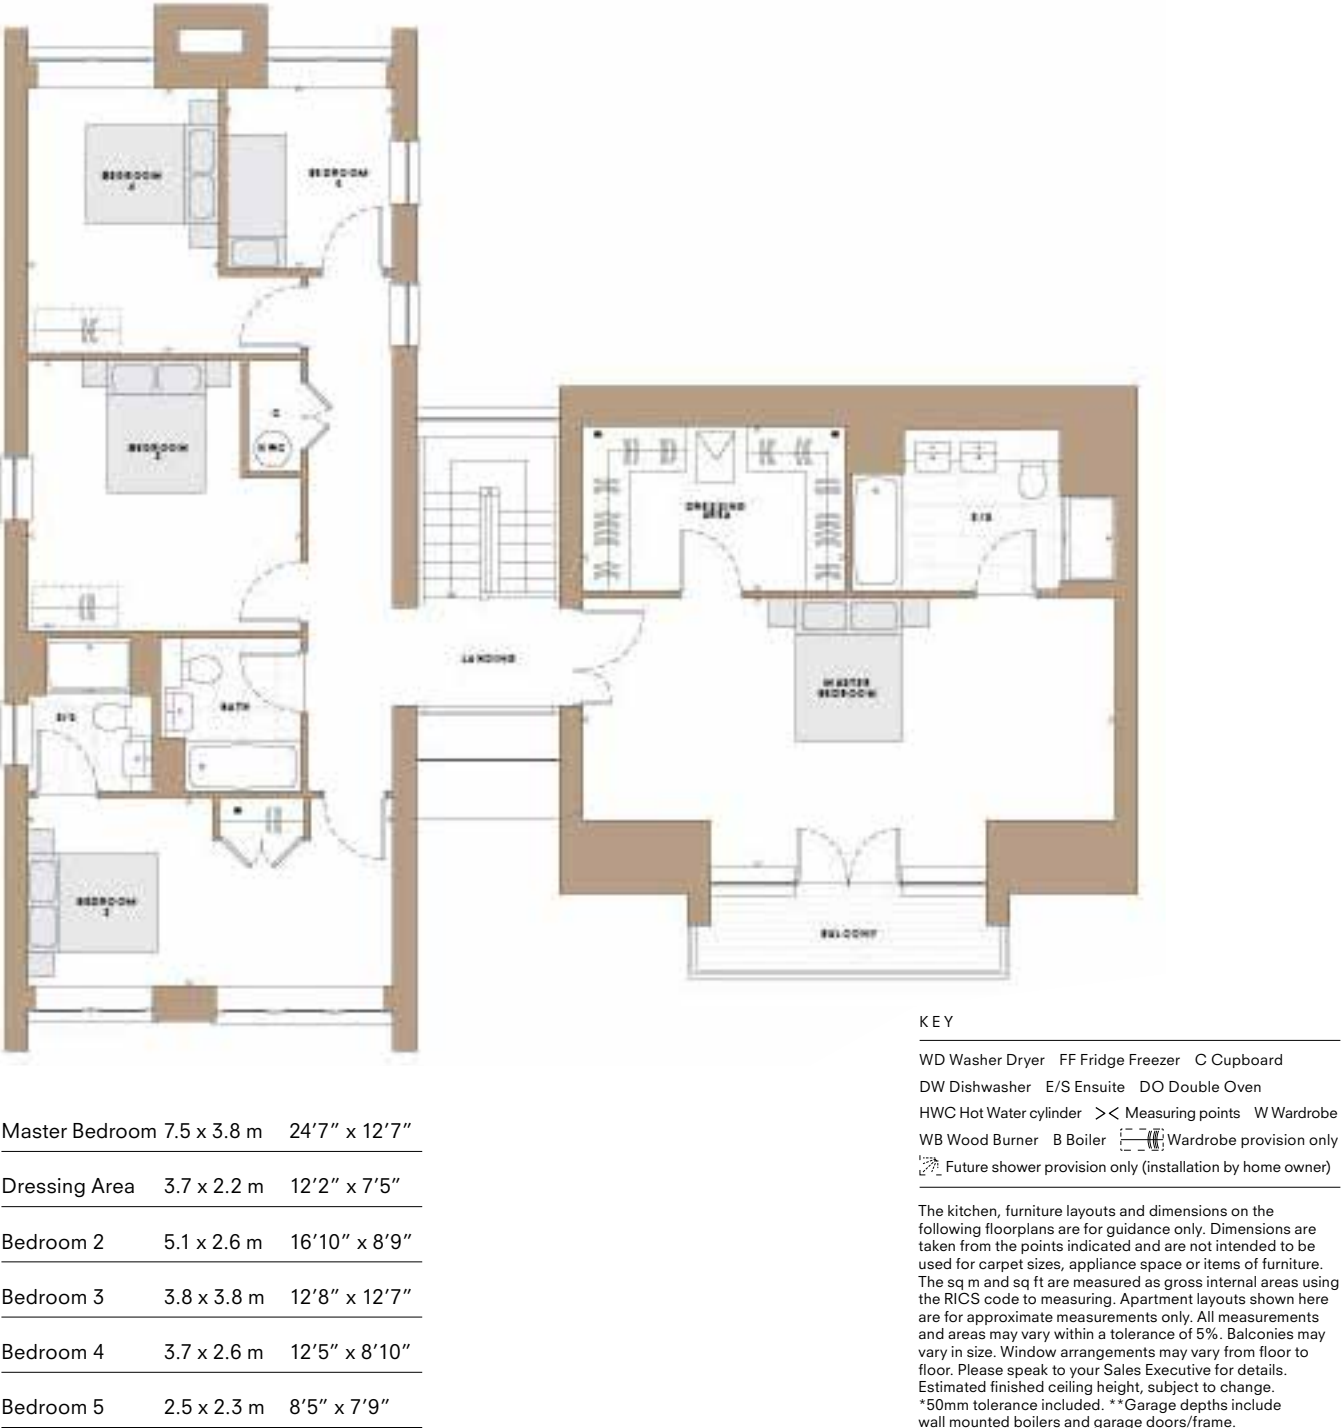 BEDROOM
4
BEDROOM
5
BEDROOM
3
C
HWC
DRESSING
AREA
E/S
LANDING
MASTER
BEDROOM
E/S
BATH
BEDROOM
2
BALCONY
KEY
WD Washer Dryer FF Fridge Freezer C Cupboard
DW Dishwasher E/S Ensuite DO Double Oven
HWC Hot Water cylinder >< Measuring points W Wardrobe
WB Wood Burner B Boiler Wardrobe provision only
Future shower provision only (installation by home owner)
Master Bedroom 7.5 x 3.8 m 24′7″ x 12′7″
Dressing Area 3.7 x 2.2 m 12′2″ x 7′5″
Bedroom 2 5.1 x 2.6 m 16′10″ x 8′9″
Bedroom 3 3.8 x 3.8 m 12′8″ x 12′7″
Bedroom 4 3.7 x 2.6 m 12′5″ x 8′10″
Bedroom 5 2.5 x 2.3 m 8′5″ x 7′9″
The kitchen, furniture layouts and dimensions on the
following floorplans are for guidance only. Dimensions are
taken from the points indicated and are not intended to be
used for carpet sizes, appliance space or items of furniture.
The sq m and sq ft are measured as gross internal areas using
the RICS code to measuring. Apartment layouts shown here
are for approximate measurements only. All measurements
and areas may vary within a tolerance of 5%. Balconies may
vary in size. Window arrangements may vary from floor to
floor. Please speak to your Sales Executive for details.
Estimated finished ceiling height, subject to change.
*50mm tolerance included. **Garage depths include
wall mounted boilers and garage doors/frame.